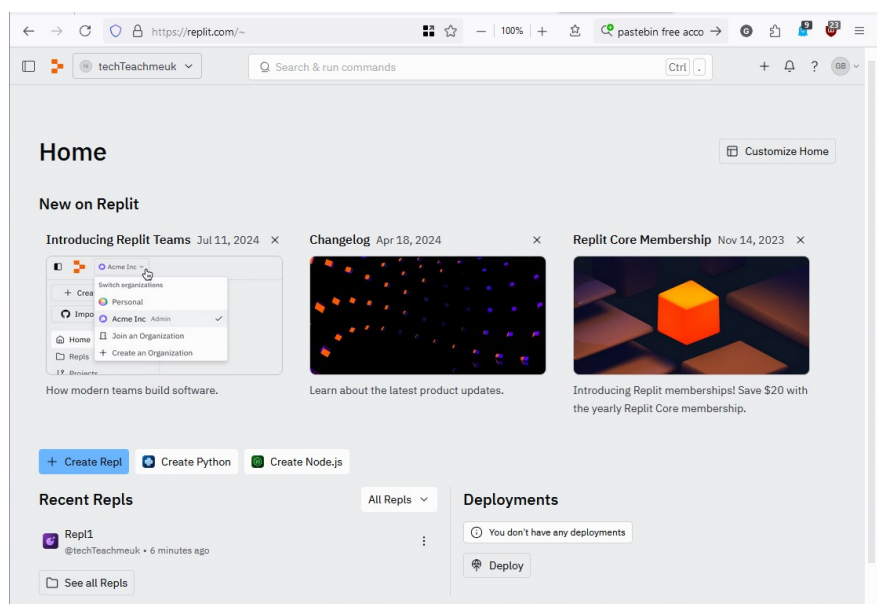 https://replit.com/~
100%
pastebin free acco
9
23
techTeachmeuk
Search & run commands
Ctrl .
GB
Home
Customize Home
New on Replit
Introducing Replit Teams Jul 11, 2024
Changelog Apr 18, 2024
Replit Core Membership Nov 14, 2023
Acme Inc
Switch organizations
+ Crea
Personal
Impo
Acme Inc Admin
Home
Join an Organization
Repls
+ Create an Organization
Projects
How modern teams build software.
Learn about the latest product updates.
Introducing Replit memberships! Save $20 with
the yearly Replit Core membership.
+ Create Repl
Create Python
Create Node.js
Recent Repls
All Repls
Deployments
Repl1
@techTeachmeuk • 6 minutes ago
You don't have any deployments
Deploy
See all Repls